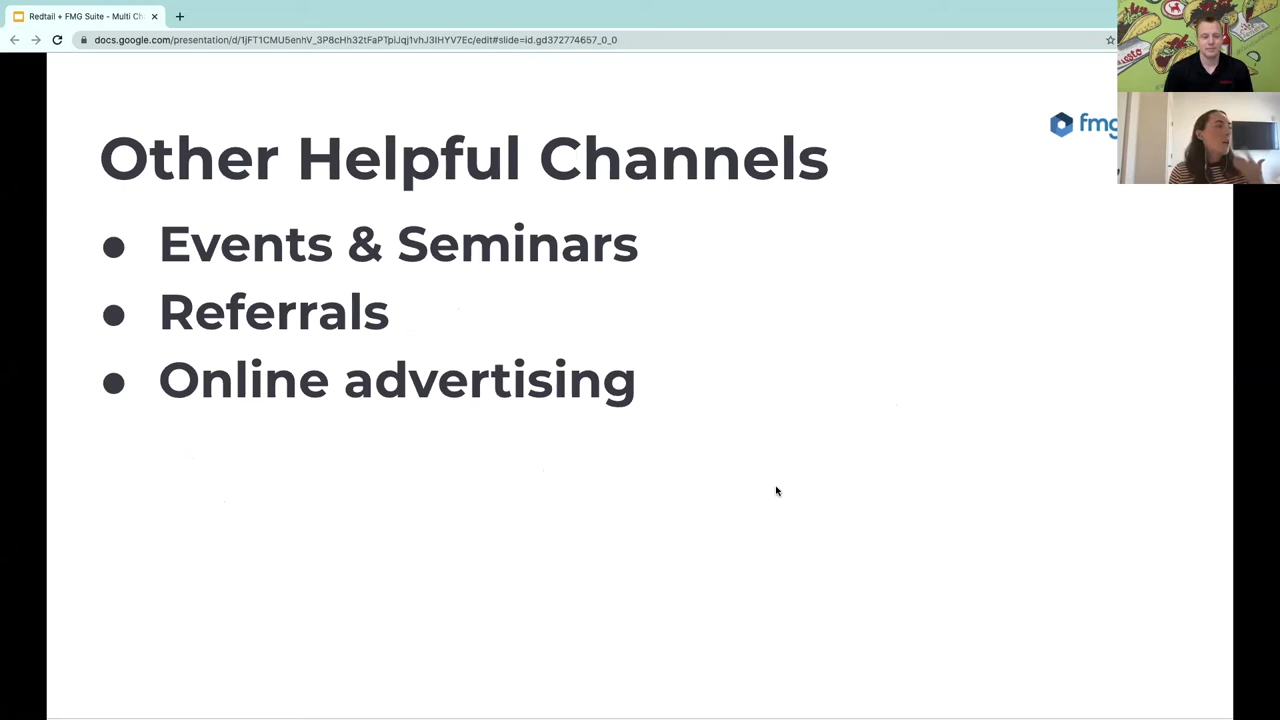 Redtail + FMG Suite - Multi Ch
docs.google.com/presentation/d/1jFT1CMU5enhV_3P8cHh32tFaPTpiJqj1vhJ3IHYV7Ec/edit#slide=id.gd372774657_0_0
fmg
Other Helpful Channels
● Events & Seminars
● Referrals
● Online advertising